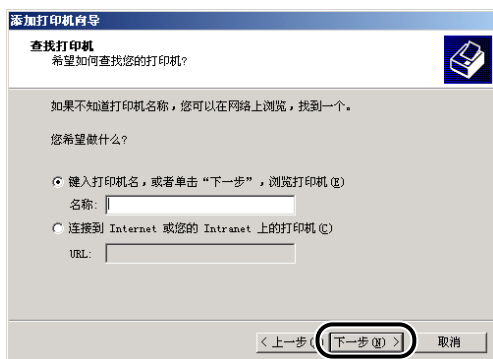 添加打印机向导
查找打印机
希望如何查找您的打印机?
如果不知道打印机名称，您可以在网络上浏览，找到一个。
您希望做什么?
键入打印机名，或者单击“下一步”，浏览打印机(E)
名称:
连接到 Internet 或您的 Intranet 上的打印机(C)
URL:
< 上一步( 下一步(N) > 取消